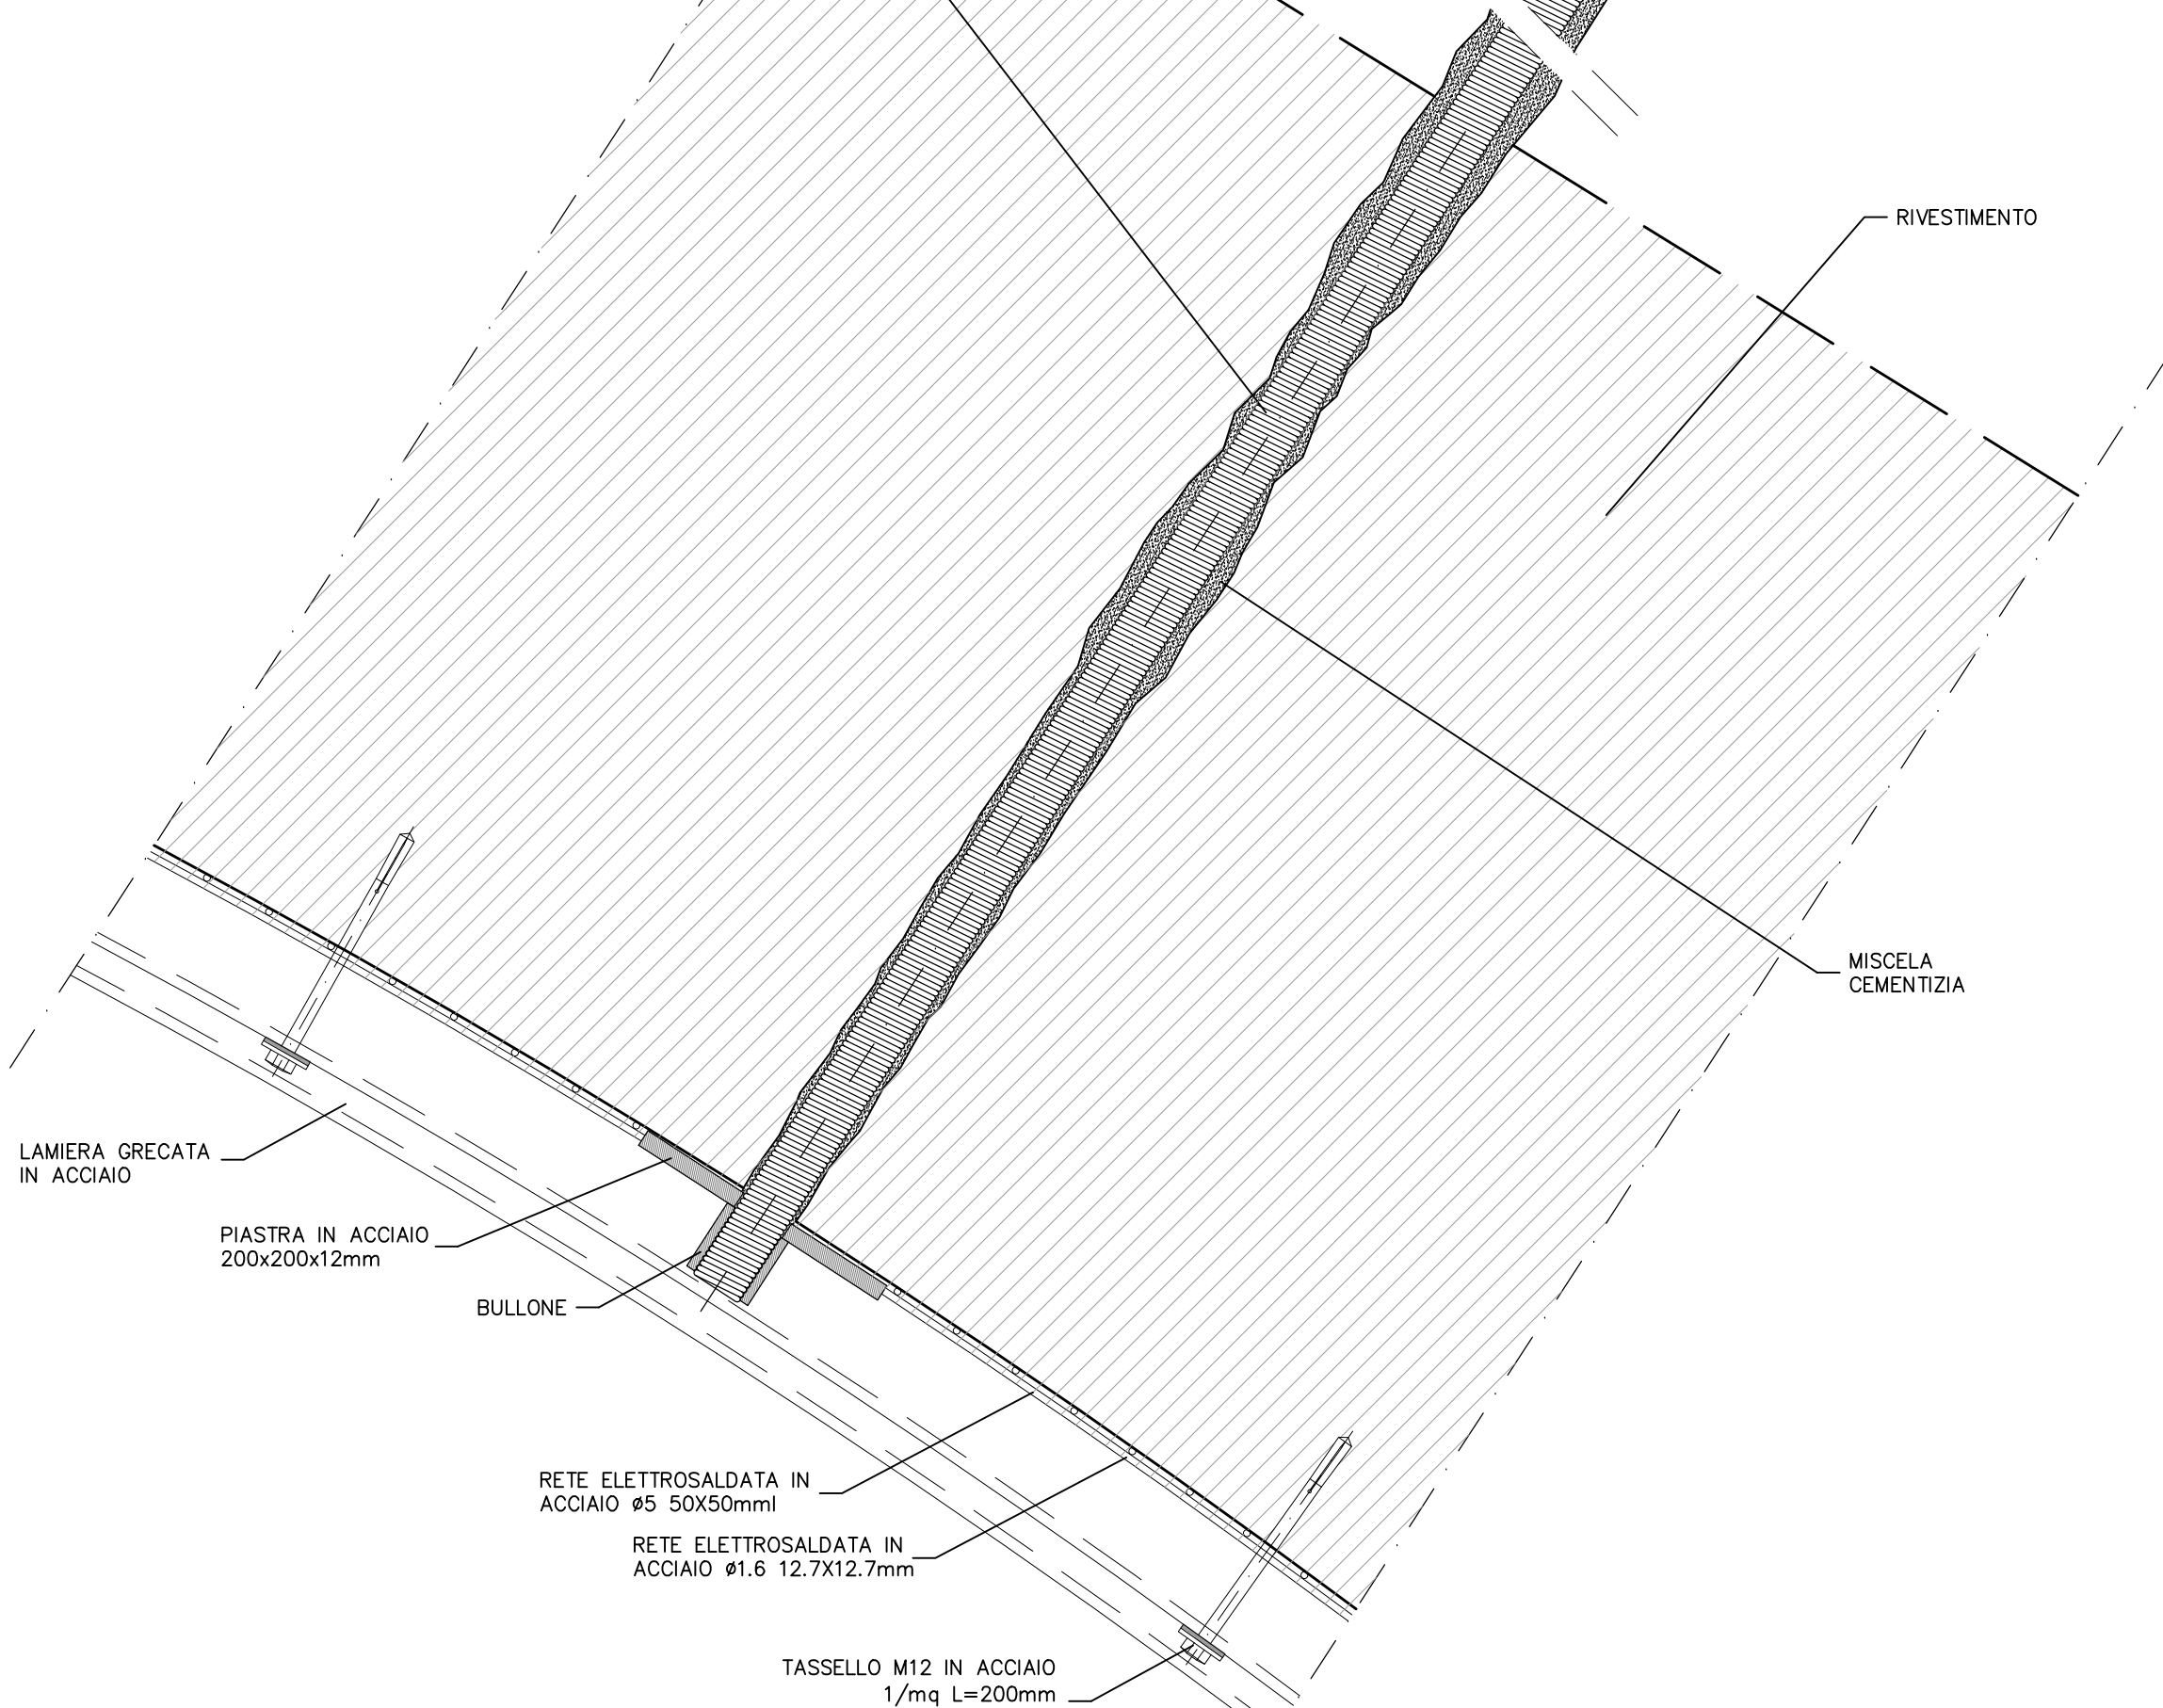 RIVESTIMENTO
MISCELA
CEMENTIZIA
LAMIERA GRECATA
IN ACCIAIO
PIASTRA IN ACCIAIO
200x200x12mm
BULLONE
RETE ELETTROSALDATA IN
ACCIAIO ø5 50X50mml
RETE ELETTROSALDATA IN
ACCIAIO ø1.6 12.7X12.7mm
TASSELLO M12 IN ACCIAIO
1/mq L=200mm